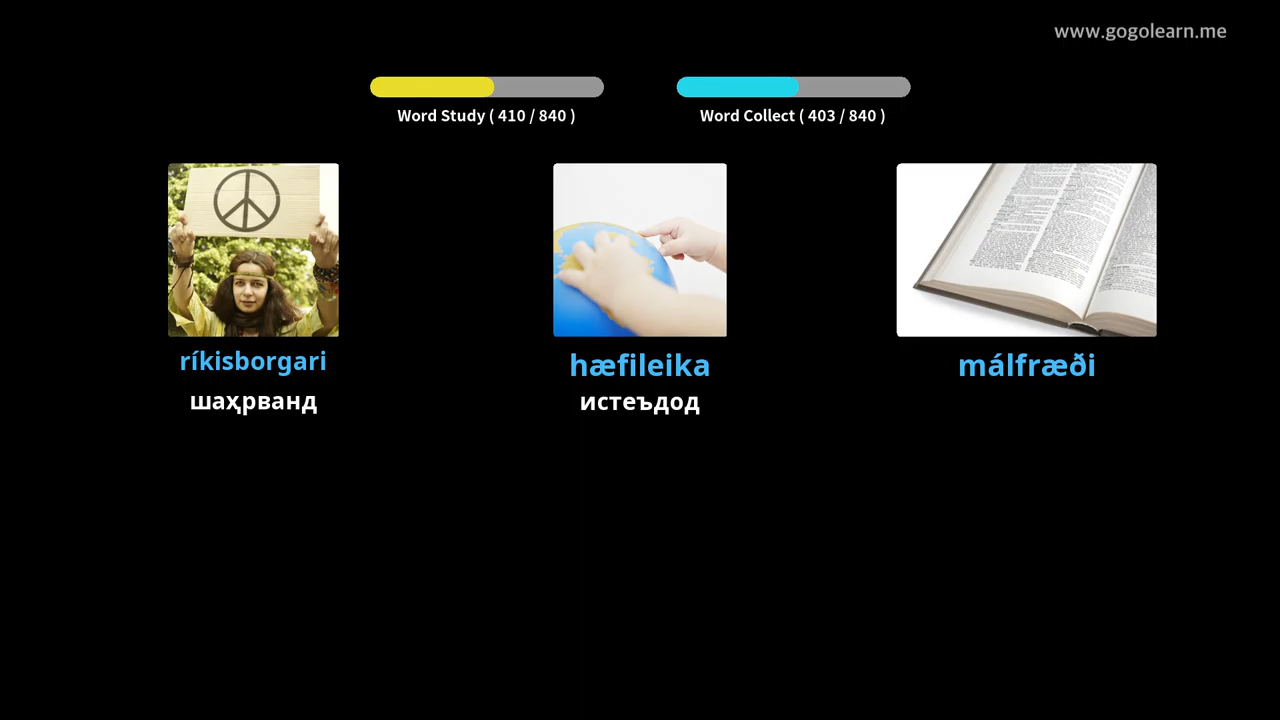 www.gogolearn.me
Word Study ( 410 / 840 )
Word Collect ( 403 / 840 )
ríkisborgari
шаҳрванд
hæfileika
истеъдод
málfræði